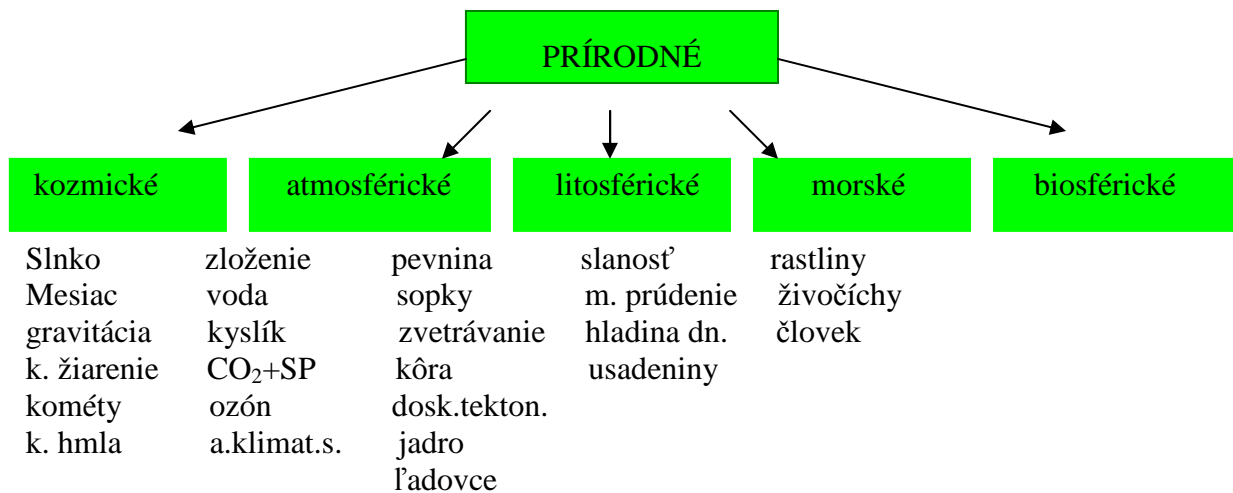 PRÍRODNÉ
kozmické atmosférické litosférické morské biosférické
Slnko zloženie pevnina slanosť rastliny
Mesiac voda sopky m. prúdenie živočíchy
gravitácia kyslík zvetrávanie hladina dn. človek
k. žiarenie CO₂+SP kôra usadeniny
kométy ozón dosk.tekton.
k. hmla a.klimat.s. jadro
ľadovce